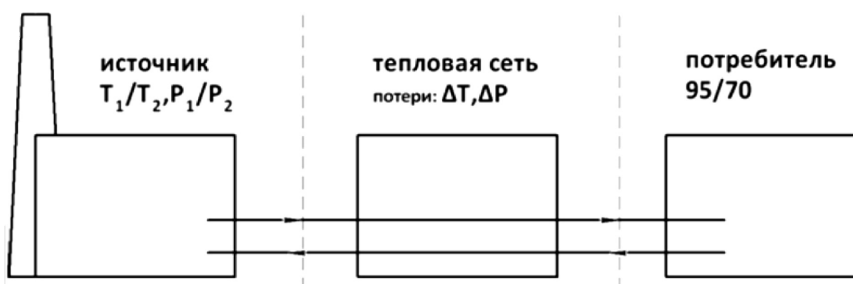 источник
T₁/T₂,P₁/P₂
тепловая сеть
потери: ΔT,ΔP
потребитель
95/70